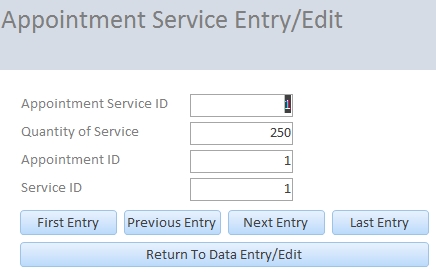 Appointment Service Entry/Edit
Appointment Service ID 1
Quantity of Service 250
Appointment ID 1
Service ID 1
First Entry Previous Entry Next Entry Last Entry
Return To Data Entry/Edit